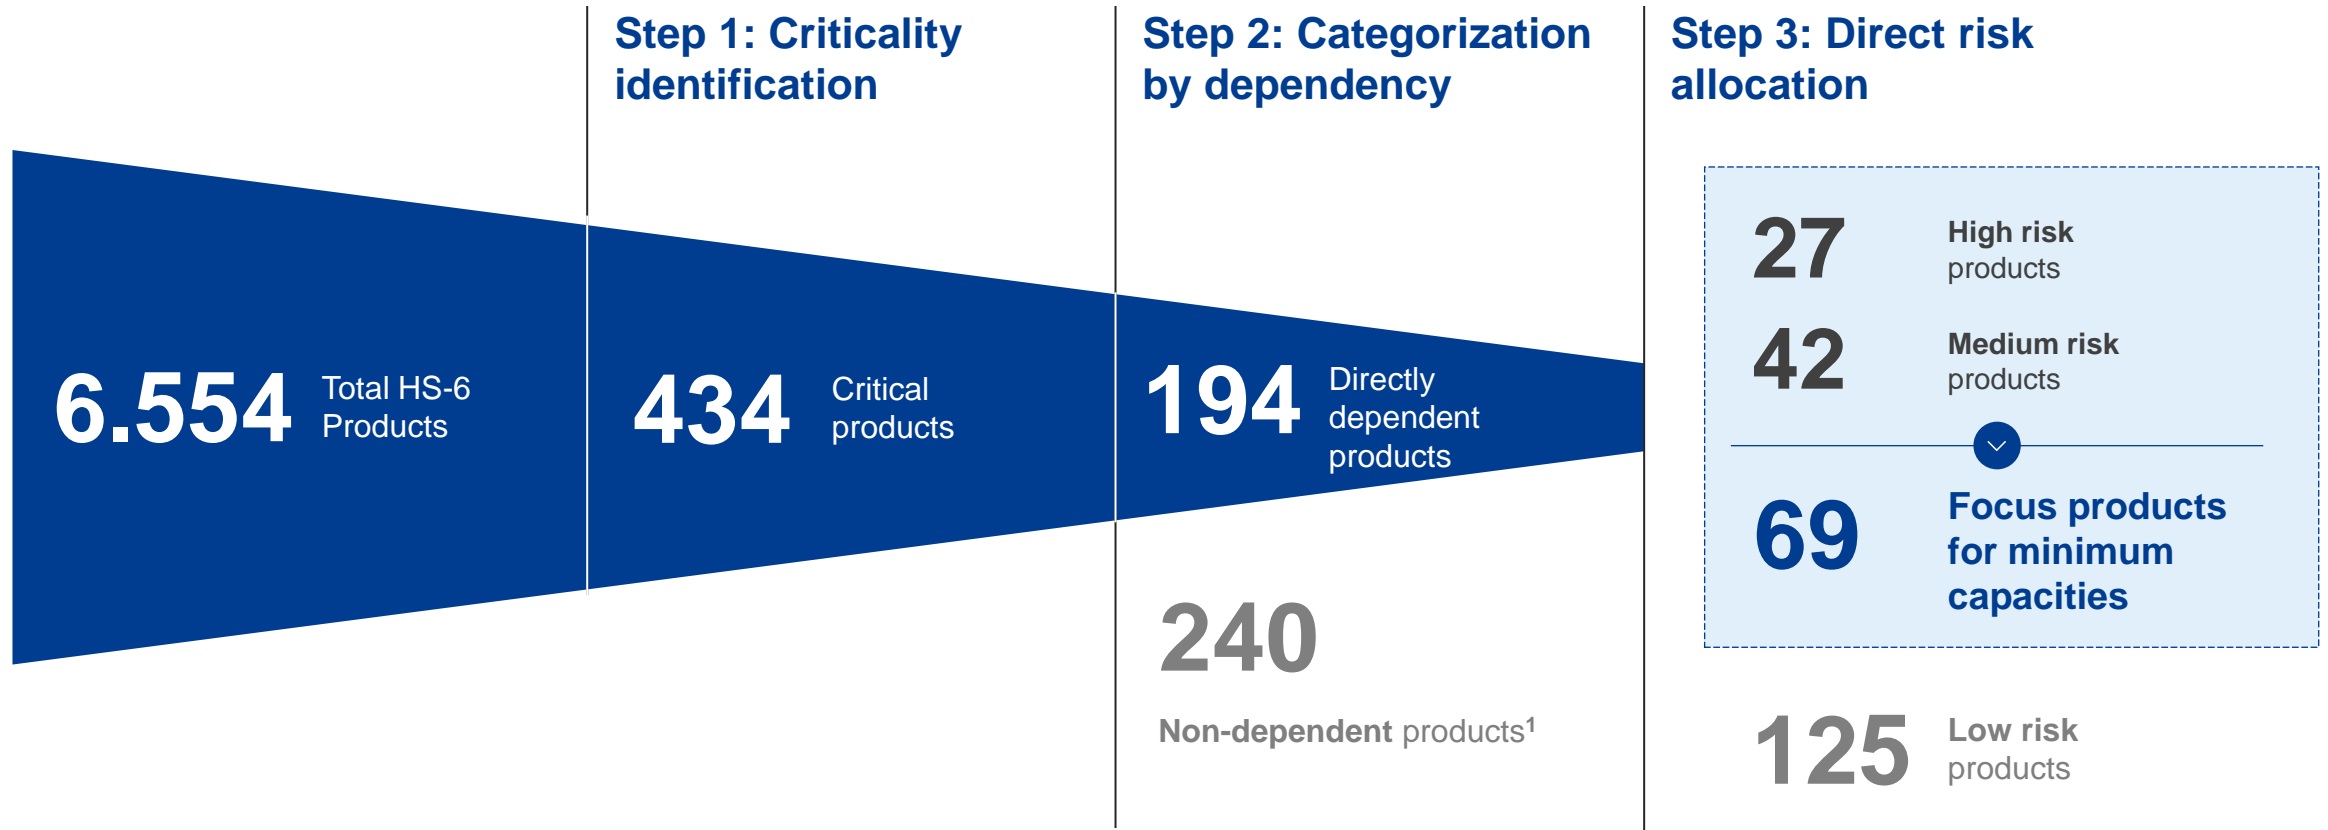 Step 1: Criticality
identification
Step 2: Categorization
by dependency
Step 3: Direct risk
allocation
6.554
Total HS-6
Products
434
Critical
products
194
Directly
dependent
products
240
Non-dependent products¹
27
High risk
products
42
Medium risk
products
69
Focus products
for minimum
capacities
125
Low risk
products